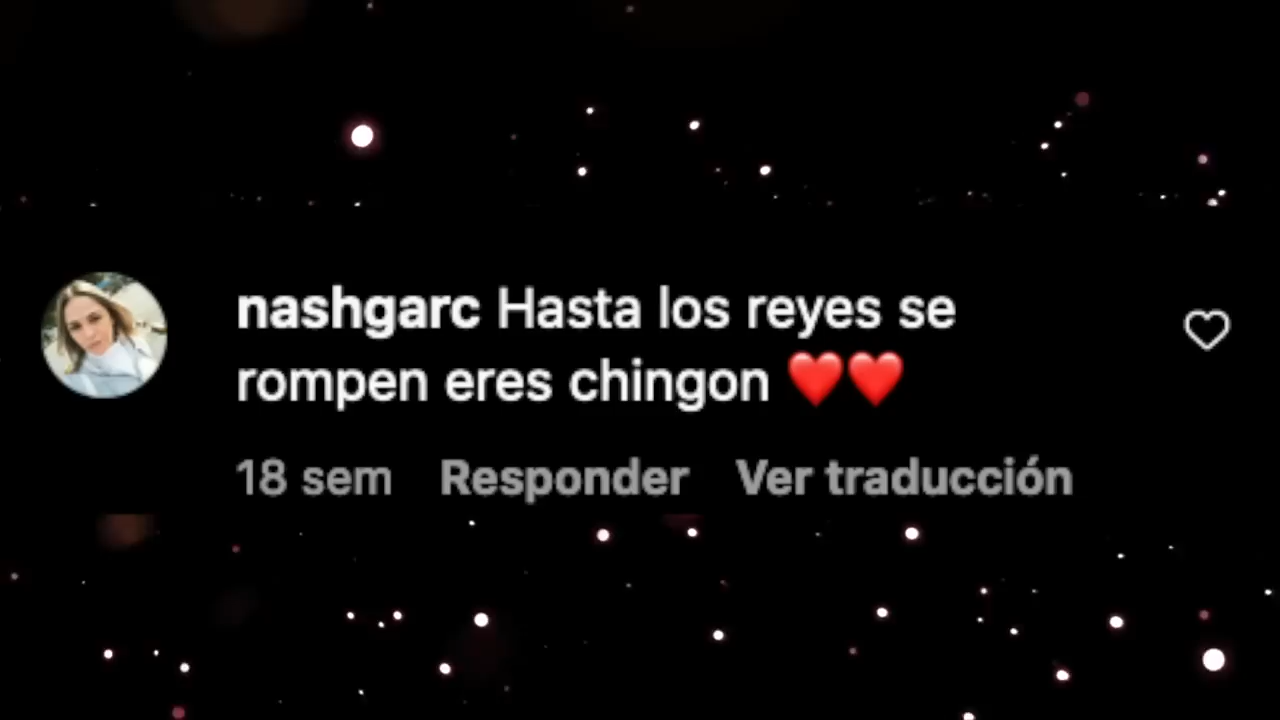 nashgarc Hasta los reyes se
rompen eres chingon ❤️❤️
18 sem Responder Ver traducción